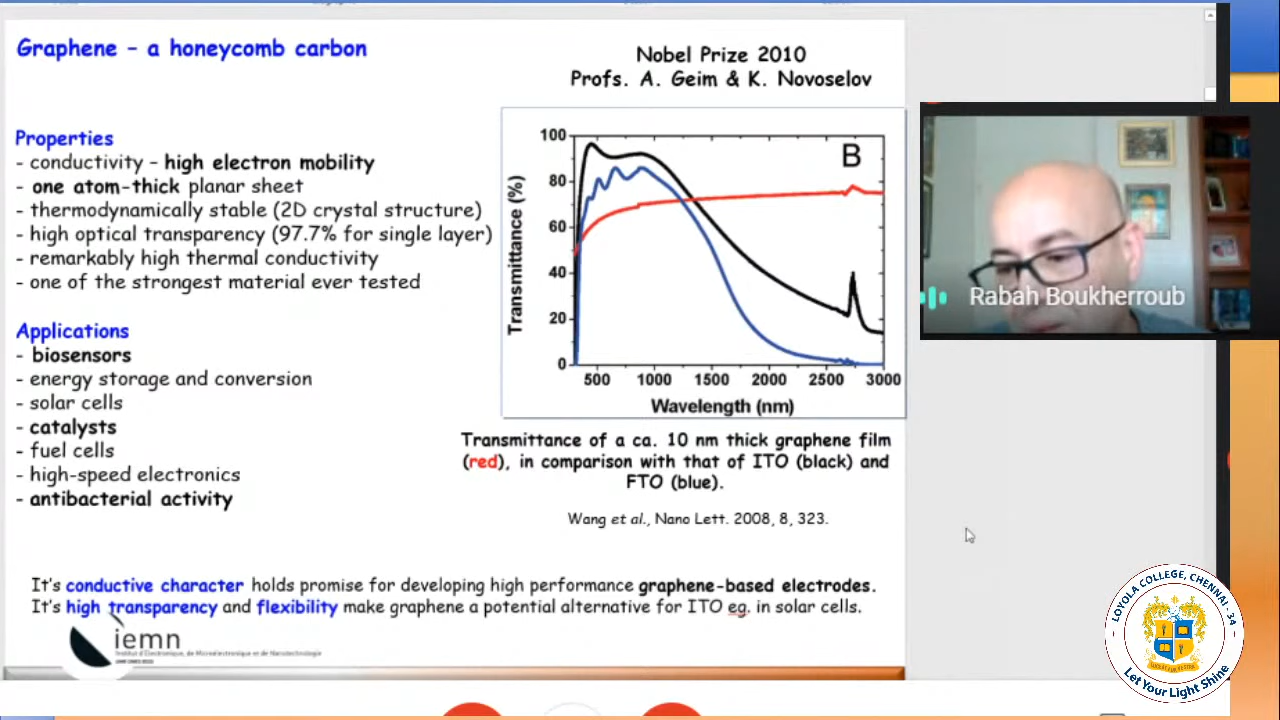 Graphene – a honeycomb carbon
Nobel Prize 2010
Profs. A. Geim & K. Novoselov
Properties
- conductivity – high electron mobility
- one atom-thick planar sheet
- thermodynamically stable (2D crystal structure)
- high optical transparency (97.7% for single layer)
- remarkably high thermal conductivity
- one of the strongest material ever tested
Applications
- biosensors
- energy storage and conversion
- solar cells
- catalysts
- fuel cells
- high-speed electronics
- antibacterial activity
B
Transmittance (%)
100
80
60
40
20
0
500 1000 1500 2000 2500 3000
Wavelength (nm)
Transmittance of a ca. 10 nm thick graphene film
(red), in comparison with that of ITO (black) and
FTO (blue).
Wang et al., Nano Lett. 2008, 8, 323.
It's conductive character holds promise for developing high performance graphene-based electrodes.
It's high transparency and flexibility make graphene a potential alternative for ITO eg. in solar cells.
iemn
Institut d'Electronique, de Microélectronique et de Nanotechnologie
Rabah Boukherroub
LOYOLA COLLEGE, CHENNAI - 34
Let Your Light Shine